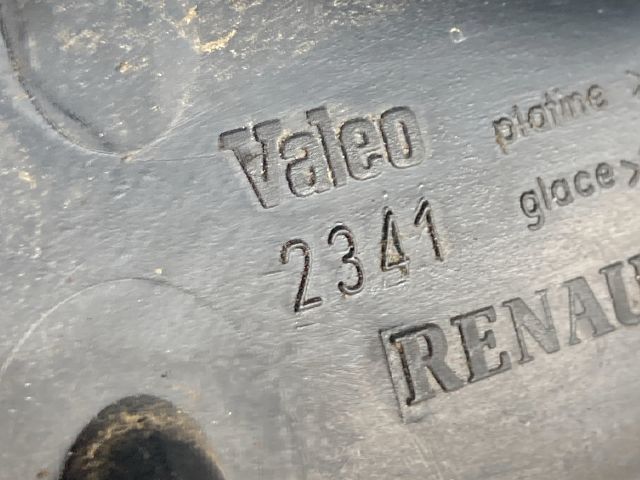 Valeo
2341
platine >
glace >
RENAU